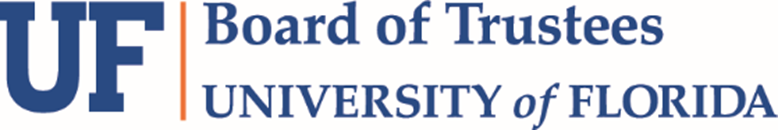 UF
Board of Trustees
UNIVERSITY of FLORIDA